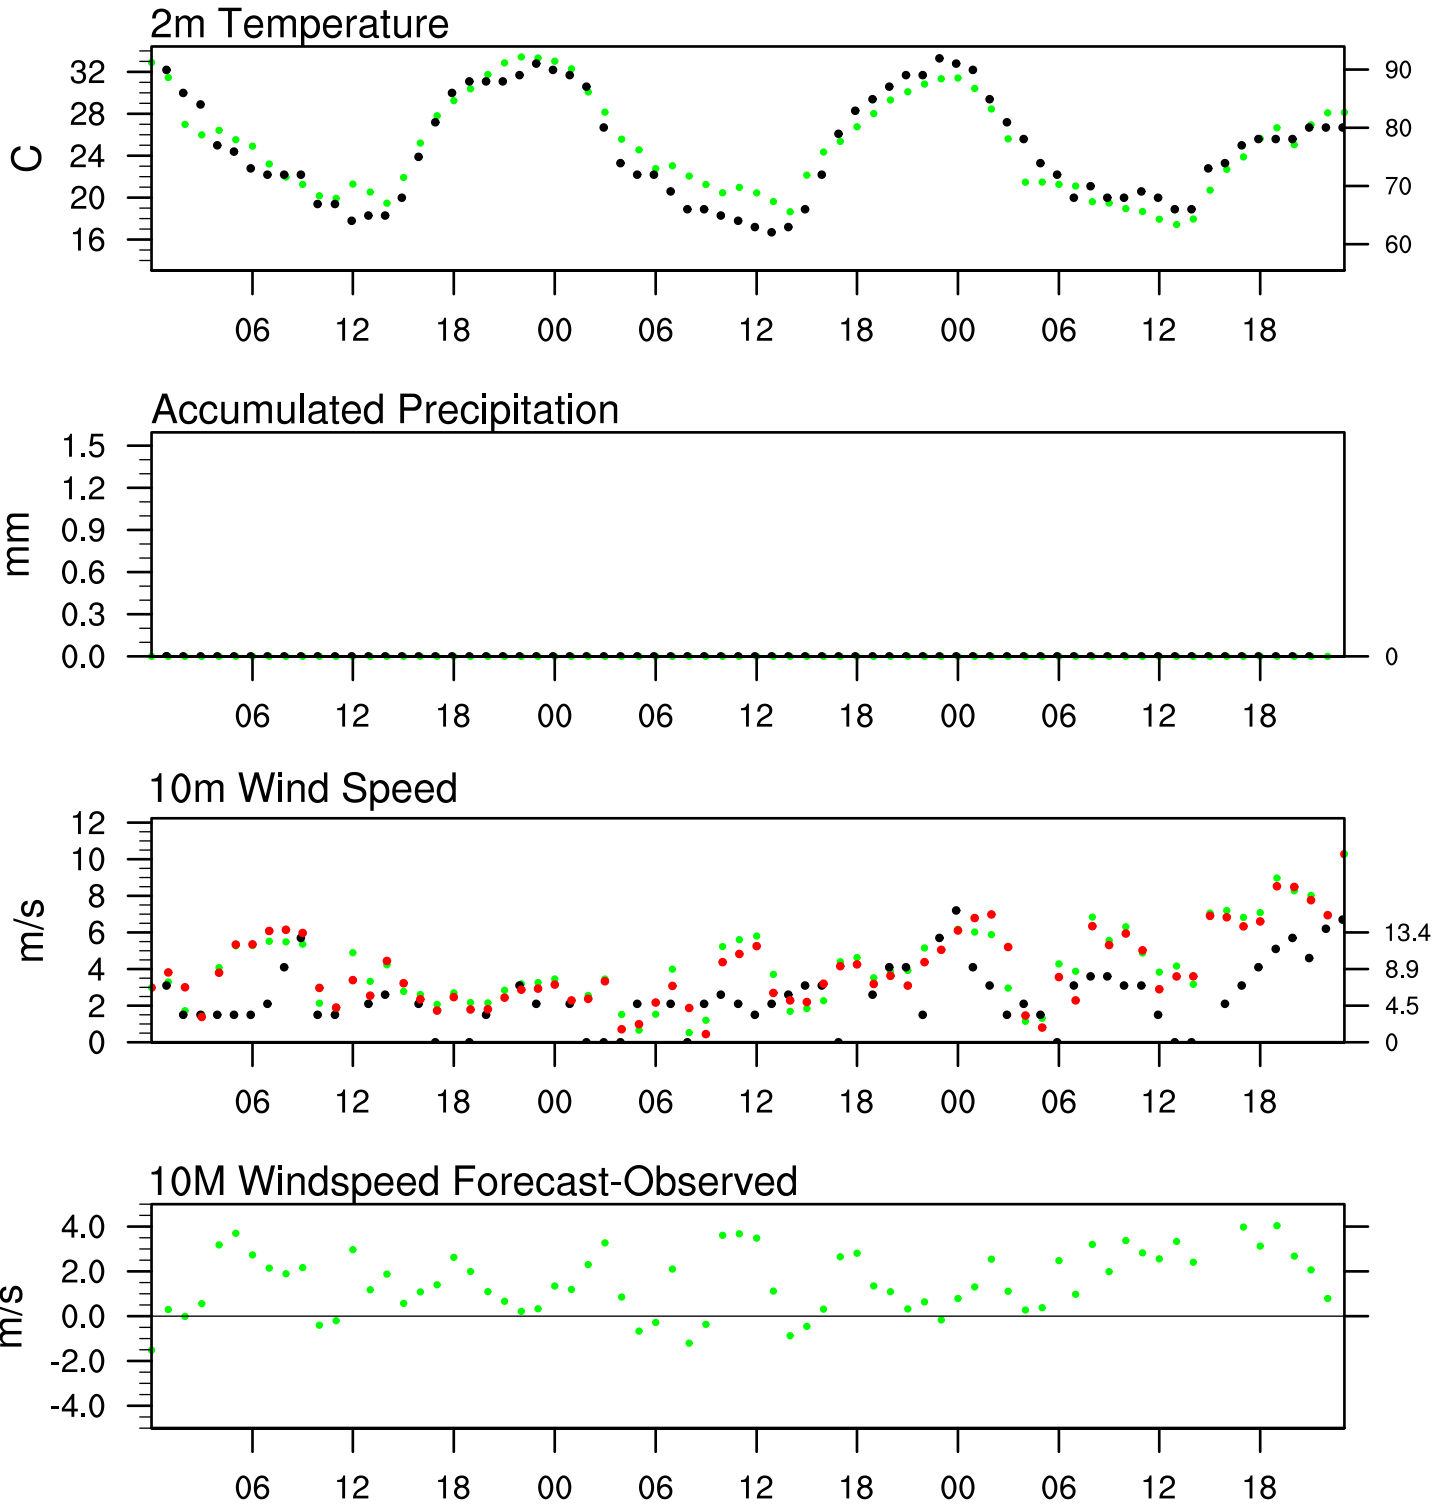 2m Temperature
32 90
28 80
24
20 70
16 60
C
06 12 18 00 06 12 18 00 06 12 18
Accumulated Precipitation
1.5
1.2
0.9
0.6
0.3
0.0 0
mm
06 12 18 00 06 12 18 00 06 12 18
10m Wind Speed
12
10
8
6 13.4
4 8.9
2 4.5
0 0
m/s
06 12 18 00 06 12 18 00 06 12 18
10M Windspeed Forecast-Observed
4.0
2.0
0.0
-2.0
-4.0
m/s
06 12 18 00 06 12 18 00 06 12 18